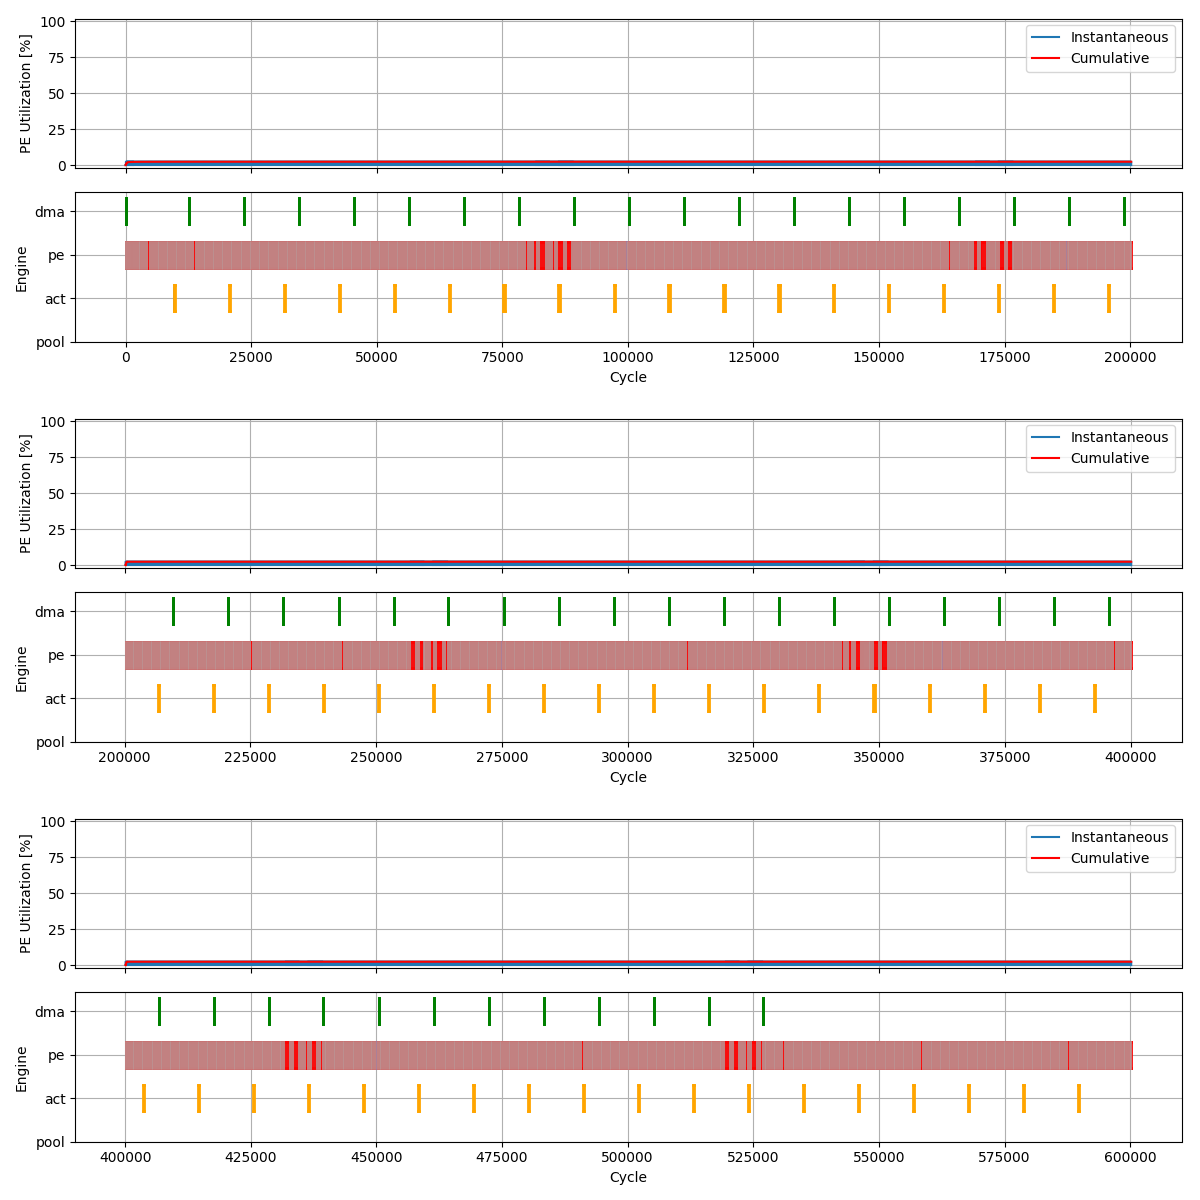 100
75
50
25
0
PE Utilization [%]
Instantaneous
Cumulative
dma
pe
act
pool
Engine
0 25000 50000 75000 100000 125000 150000 175000 200000
Cycle
100
75
50
25
0
PE Utilization [%]
Instantaneous
Cumulative
dma
pe
act
pool
Engine
200000 225000 250000 275000 300000 325000 350000 375000 400000
Cycle
100
75
50
25
0
PE Utilization [%]
Instantaneous
Cumulative
dma
pe
act
pool
Engine
400000 425000 450000 475000 500000 525000 550000 575000 600000
Cycle